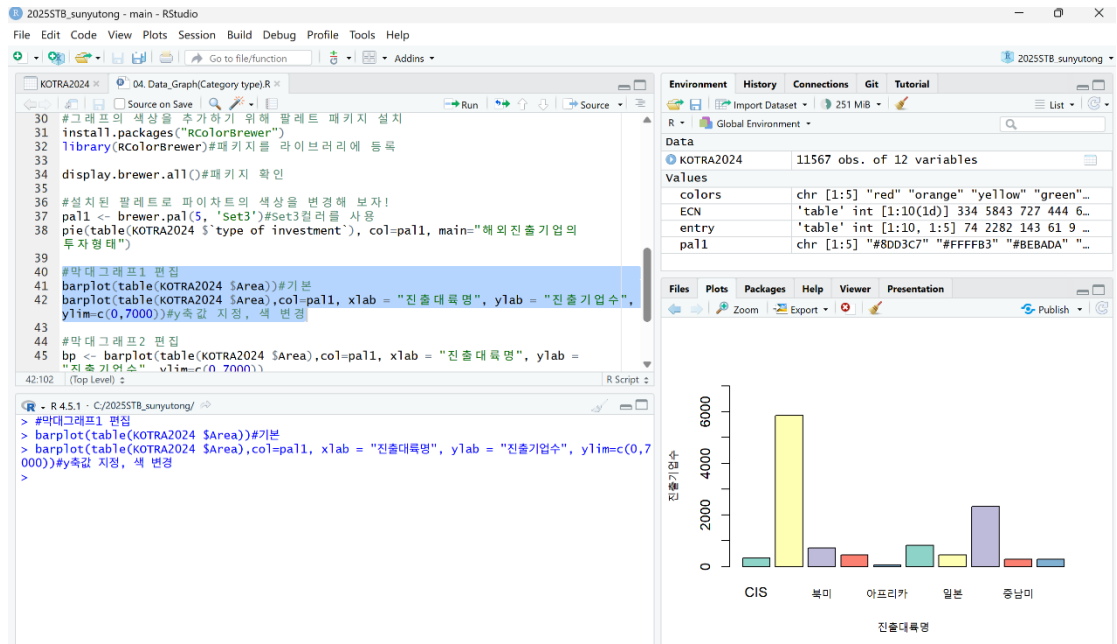 2025STB_sunyutong - main - RStudio
File Edit Code View Plots Session Build Debug Profile Tools Help
Go to file/function
Addins
2025STB_sunyutong
KOTRA2024
04. Data_Graph(Category type).R
Source on Save
Run
Source
30 #그래프의 색상을 추가하기 위해 팔레트 패키지 설치
31 install.packages("RColorBrewer")
32 library(RColorBrewer)#패키지를 라이브러리에 등록
33
34 display.brewer.all()#패키지 확인
35
36 #설치된 팔레트로 파이차트의 색상을 변경해 보자!
37 pal1 <- brewer.pal(5, 'Set3')#Set3컬러를 사용
38 pie(table(KOTRA2024 $`type of investment`), col=pal1, main="해외진출기업의
투자형태")
39
40 #막대그래프1 편집
41 barplot(table(KOTRA2024 $Area))#기본
42 barplot(table(KOTRA2024 $Area),col=pal1, xlab = "진출대륙명", ylab = "진출기업수",
ylim=c(0,7000))#y축값 지정, 색 변경
43
44 #막대그래프2 편집
45 bp <- barplot(table(KOTRA2024 $Area),col=pal1, xlab = "진출대륙명", ylab =
"진출기업수", ylim=c(0,7000))
42:102 (Top Level)
R Script
R 4.5.1 · C:/2025STB_sunyutong/
> #막대그래프1 편집
> barplot(table(KOTRA2024 $Area))#기본
> barplot(table(KOTRA2024 $Area),col=pal1, xlab = "진출대륙명", ylab = "진출기업수", ylim=c(0,7
000))#y축값 지정, 색 변경
>
Environment History Connections Git Tutorial
Import Dataset
251 MiB
List
R
Global Environment
Data
KOTRA2024 11567 obs. of 12 variables
Values
colors chr [1:5] "red" "orange" "yellow" "green"…
ECN 'table' int [1:10(1d)] 334 5843 727 444 6…
entry 'table' int [1:10, 1:5] 74 2282 143 61 9 …
pal1 chr [1:5] "#8DD3C7" "#FFFFB3" "#BEBADA" "…
Files Plots Packages Help Viewer Presentation
Zoom
Export
Publish
진출기업수
6000
4000
2000
0
CIS 북미 아프리카 일본 중남미
진출대륙명